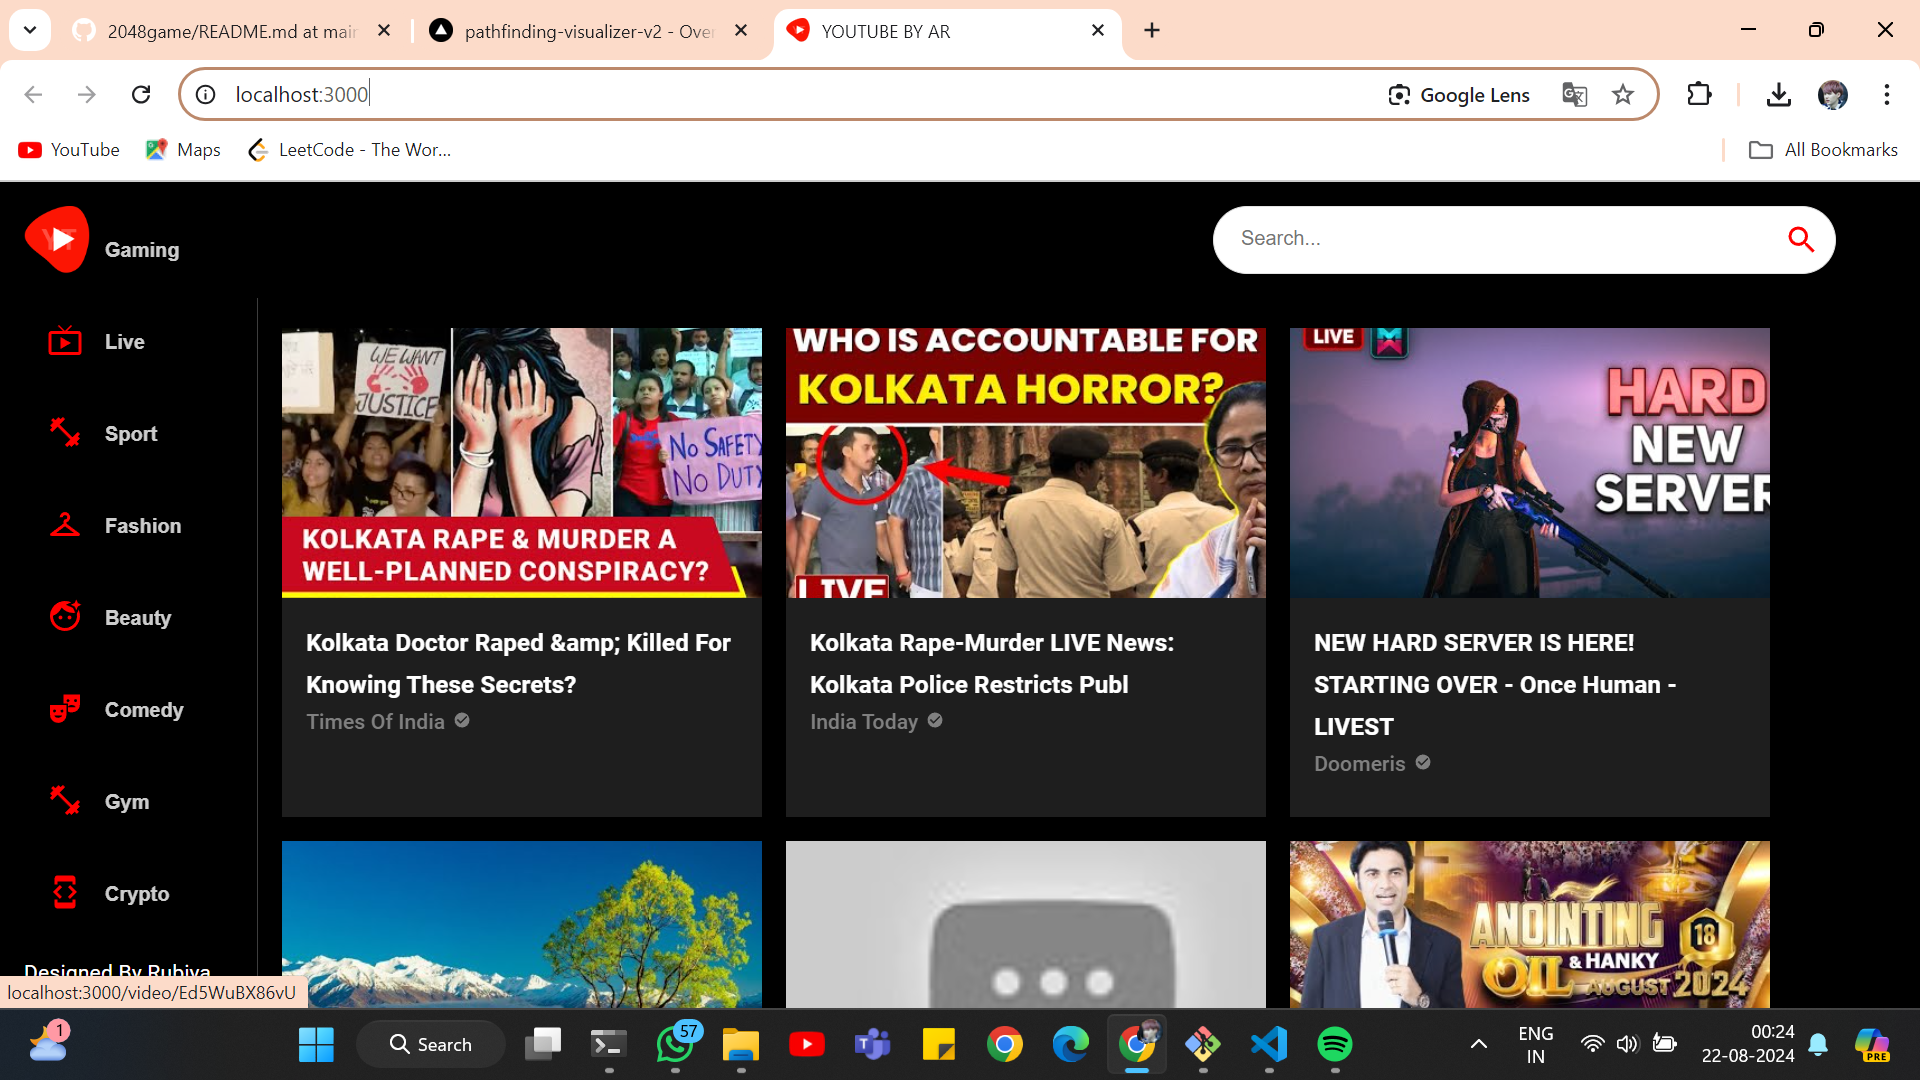 2048game/README.md at mair
pathfinding-visualizer-v2 - Over
YOUTUBE BY AR
localhost:3000
Google Lens
YouTube
Maps
LeetCode - The Wor...
All Bookmarks
YT
Gaming
Search...
Live
Sport
Fashion
Beauty
Comedy
Gym
Crypto
Designed By Rubiya
localhost:3000/video/Ed5WuBX86vU
WE WANT
JUSTICE
NO SAFETY
NO DUTY
KOLKATA RAPE & MURDER A
WELL-PLANNED CONSPIRACY?
Kolkata Doctor Raped &amp; Killed For
Knowing These Secrets?
Times Of India
WHO IS ACCOUNTABLE FOR
KOLKATA HORROR?
LIVE
Kolkata Rape-Murder LIVE News:
Kolkata Police Restricts Publ
India Today
LIVE
HARD
NEW
SERVER
NEW HARD SERVER IS HERE!
STARTING OVER - Once Human -
LIVEST
Doomeris
ANOINTING
OIL & HANKY
18
AUGUST 2024
1
Search
57
ENG
IN
00:24
22-08-2024
PRE